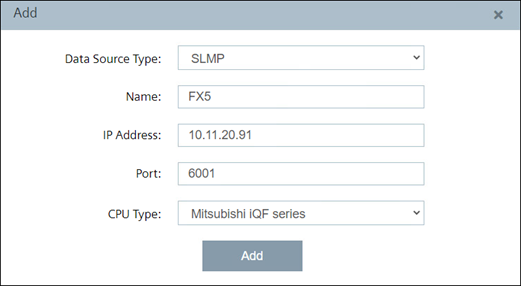 Add
Data Source Type: SLMP
Name: FX5
IP Address: 10.11.20.91
Port: 6001
CPU Type: Mitsubishi iQF series
Add